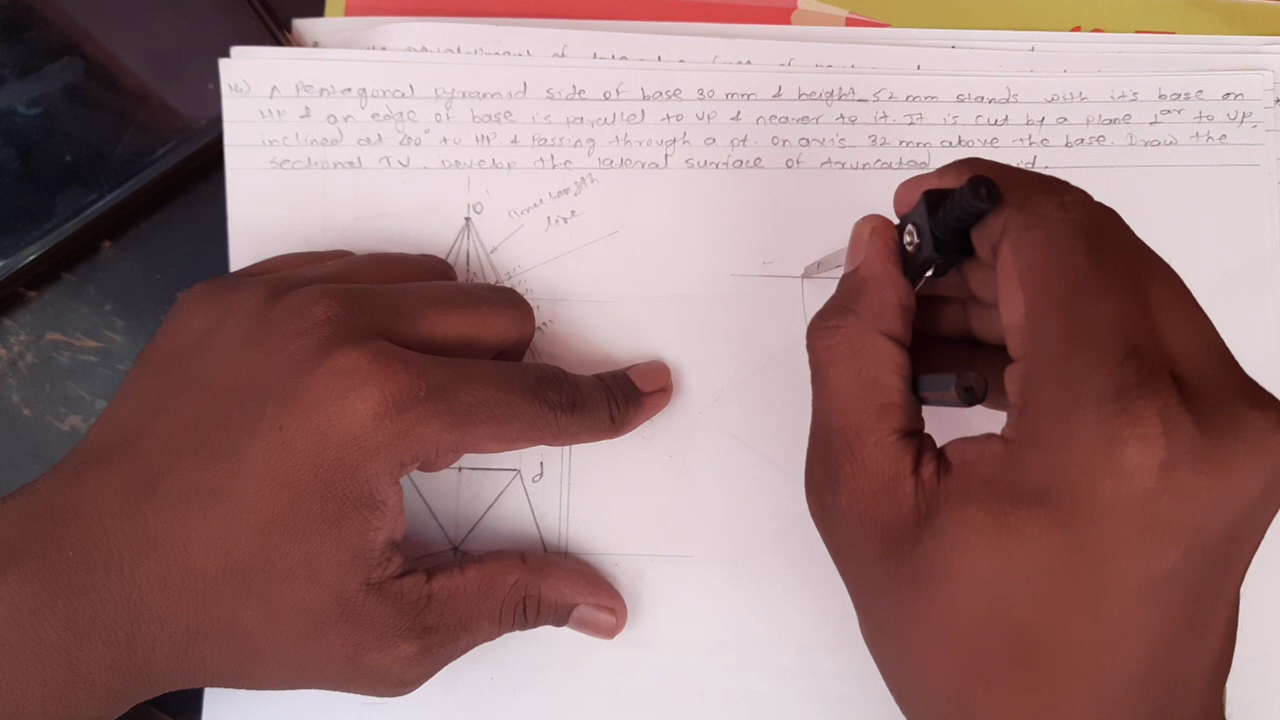 14) A Pentagonal pyramid side of base 30 mm & height 52 mm stands with it's base on
HP & an edge of base is parallel to VP & nearer to it. It is cut by a plane 1ar to VP,
inclined at 40° to HP & Passing through a pt. on axis 32 mm above the base. Draw the
sectional TV. Develop the lateral surface of truncated
o'
True length
line
d